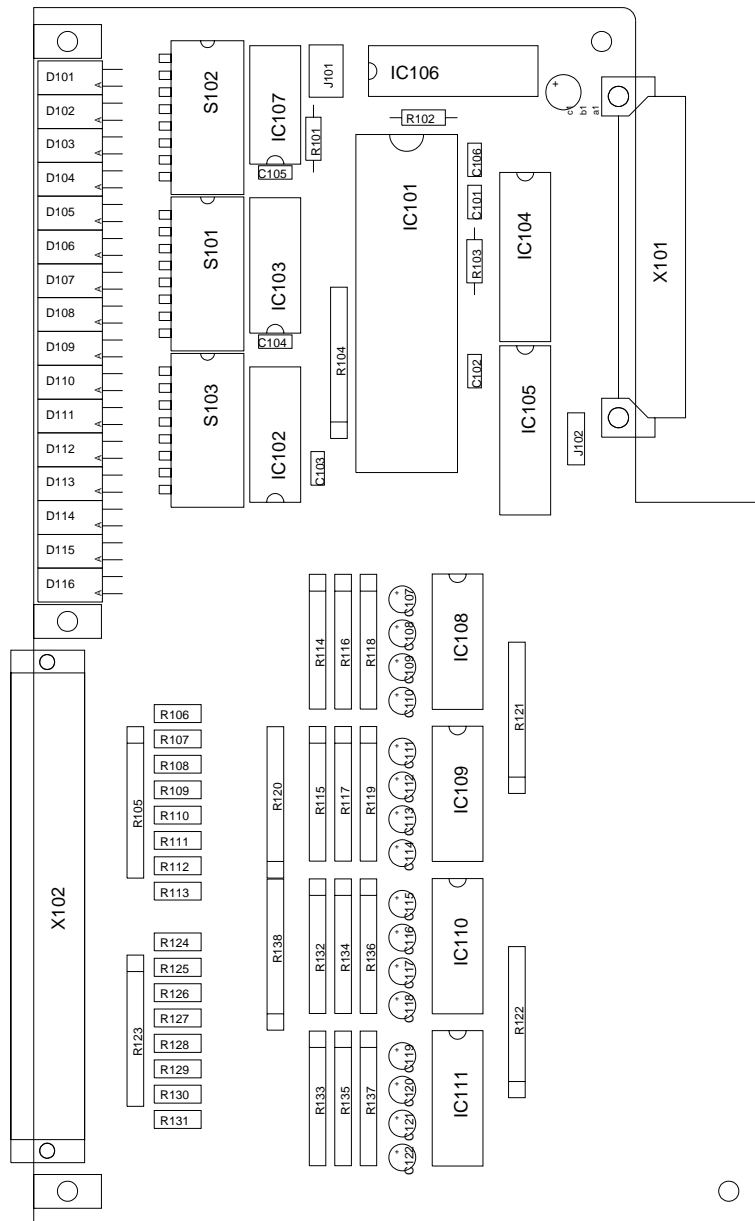 D101
A
D102
A
D103
A
D104
A
D105
A
D106
A
D107
A
D108
A
D109
A
D110
A
D111
A
D112
A
D113
A
D114
A
D115
A
D116
A
S102
IC107
C105
J101
R101
IC106
R102
+
c1
b1
a1
S101
IC103
C104
R104
IC101
C106
C101
R103
IC104
X101
S103
IC102
C103
C102
IC105
J102
R114
R116
R118
+
C107
+
C108
+
C109
+
C110
IC108
R121
X102
R105
R106
R107
R108
R109
R110
R111
R112
R113
R120
R115
R117
R119
+
C111
+
C112
+
C113
+
C114
IC109
R123
R124
R125
R126
R127
R128
R129
R130
R131
R138
R132
R134
R136
+
C115
+
C116
+
C117
+
C118
IC110
R122
R133
R135
R137
+
C119
+
C120
+
C121
+
C122
IC111